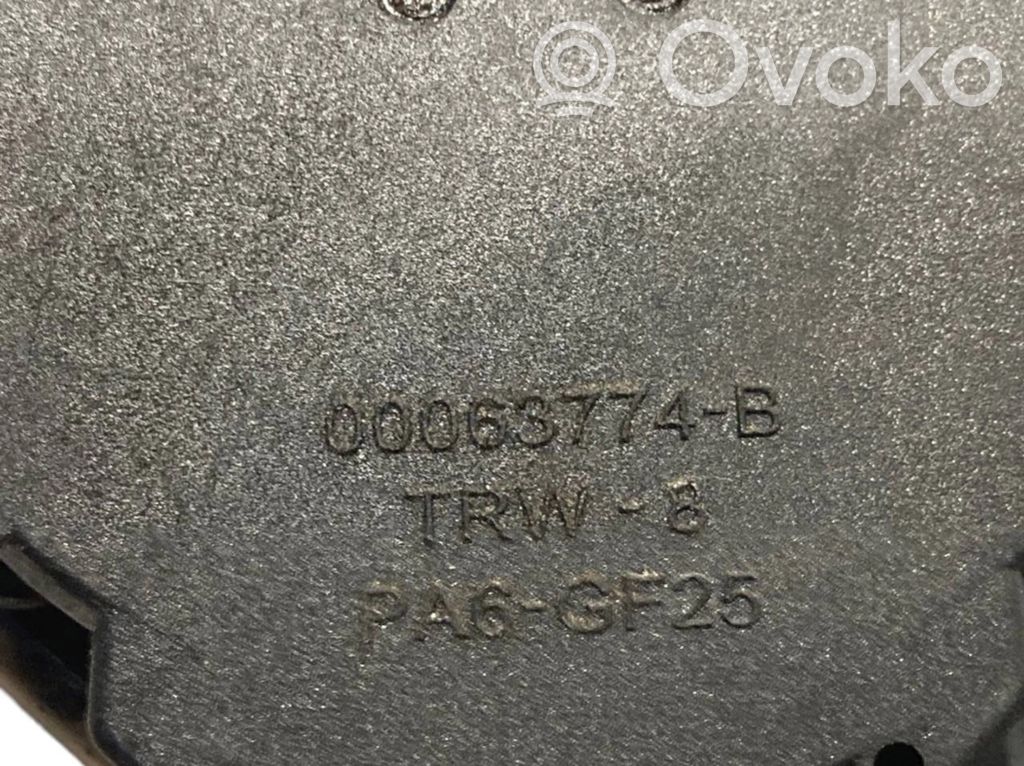 Ovoko
00063774-B
TRW - 8
PA6-GF25